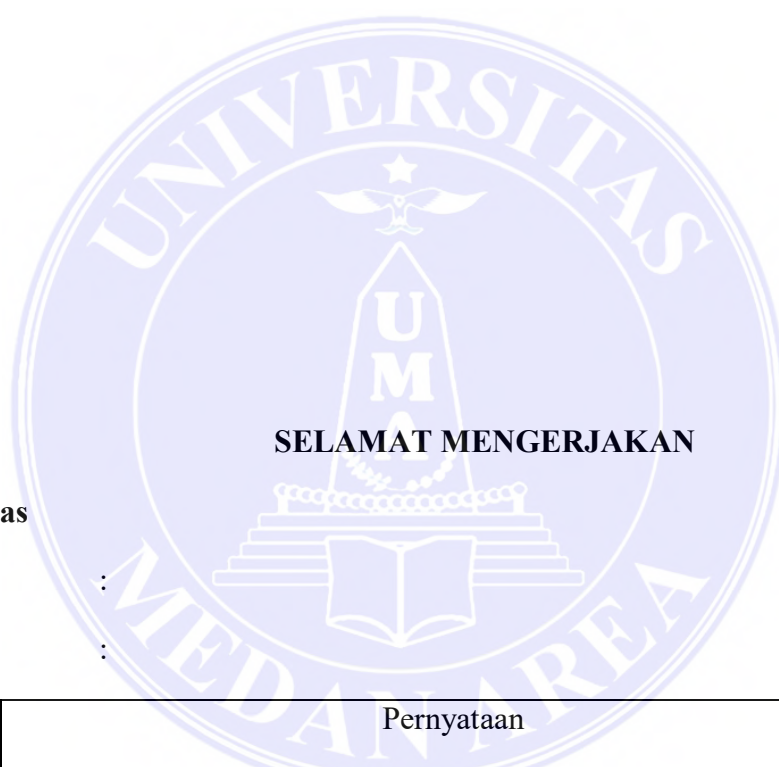 UNIVERSITAS
U
M
A
SELAMAT MENGERJAKAN
as
:
:
MEDAN AREA
Pernyataan